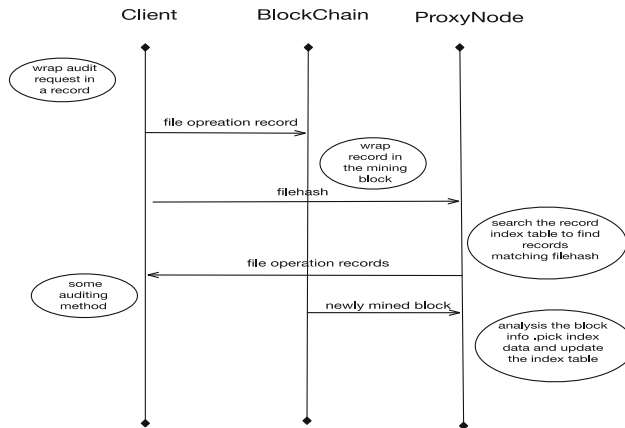 Client
BlockChain
ProxyNode
wrap audit
request in
a record
file opreation record
wrap
record in
the mining
block
filehash
search the record
index table to find
records
matching filehash
file operation records
some
auditing
method
newly mined block
analysis the block
info .pick index
data and update
the index table